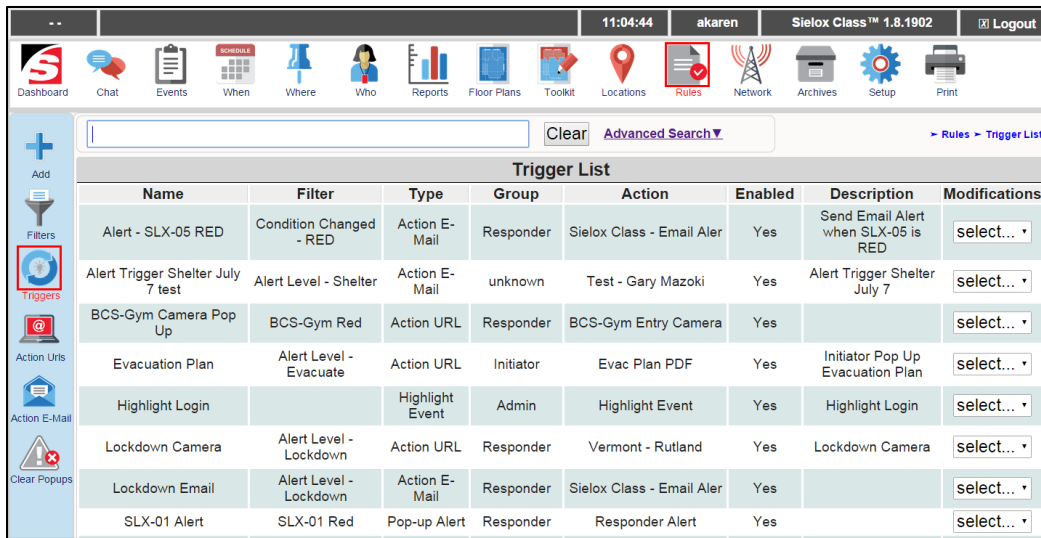 - - 11:04:44 akaren Sielox Class™ 1.8.1902 Logout
SCHEDULE
Dashboard Chat Events When Where Who Reports Floor Plans Toolkit Locations Rules Network Archives Setup Print
Clear Advanced Search▼ ➢ Rules ➢ Trigger List
Add
Filters
Triggers
@
Action Urls
Action E-Mail
Clear Popups
Trigger List
Name Filter Type Group Action Enabled Description Modifications
Alert - SLX-05 RED Condition Changed - RED Action E-Mail Responder Sielox Class - Email Aler Yes Send Email Alert when SLX-05 is RED select...
Alert Trigger Shelter July 7 test Alert Level - Shelter Action E-Mail unknown Test - Gary Mazoki Yes Alert Trigger Shelter July 7 select...
BCS-Gym Camera Pop Up BCS-Gym Red Action URL Responder BCS-Gym Entry Camera Yes select...
Evacuation Plan Alert Level - Evacuate Action URL Initiator Evac Plan PDF Yes Initiator Pop Up Evacuation Plan select...
Highlight Login Highlight Event Admin Highlight Event Yes Highlight Login select...
Lockdown Camera Alert Level - Lockdown Action URL Responder Vermont - Rutland Yes Lockdown Camera select...
Lockdown Email Alert Level - Lockdown Action E-Mail Responder Sielox Class - Email Aler Yes select...
SLX-01 Alert SLX-01 Red Pop-up Alert Responder Responder Alert Yes select...